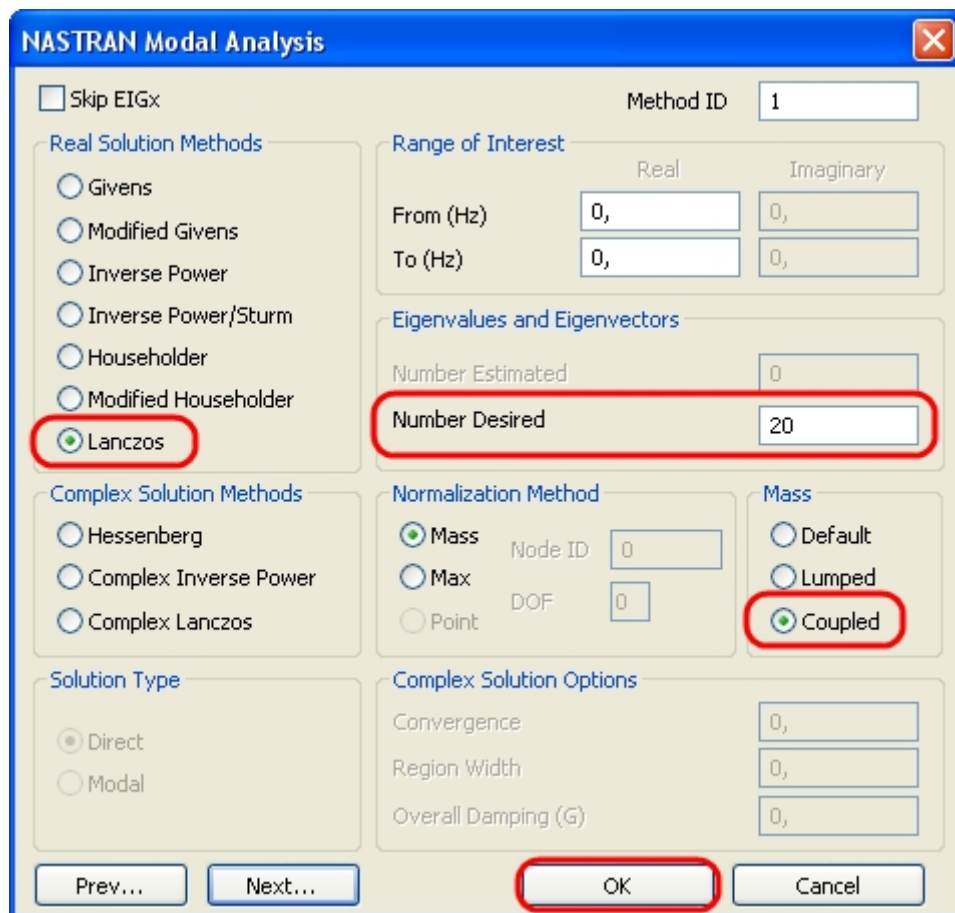 NASTRAN Modal Analysis
Skip EIGx
Method ID 1
Real Solution Methods
Givens
Modified Givens
Inverse Power
Inverse Power/Sturm
Householder
Modified Householder
Lanczos
Range of Interest
Real Imaginary
From (Hz) 0, 0,
To (Hz) 0, 0,
Eigenvalues and Eigenvectors
Number Estimated 0
Number Desired 20
Complex Solution Methods
Hessenberg
Complex Inverse Power
Complex Lanczos
Normalization Method
Mass
Max
Point
Node ID 0
DOF 0
Mass
Default
Lumped
Coupled
Solution Type
Direct
Modal
Complex Solution Options
Convergence 0,
Region Width 0,
Overall Damping (G) 0,
Prev... Next... OK Cancel